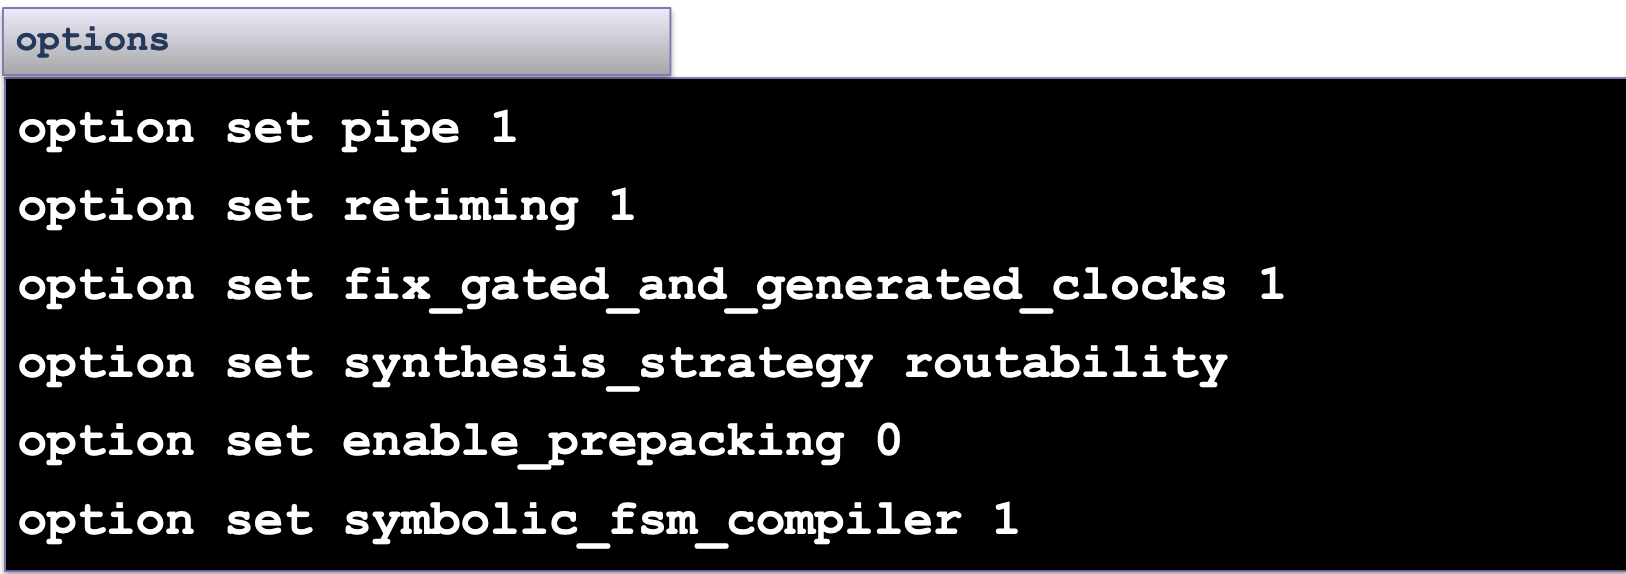 options
option set pipe 1
option set retiming 1
option set fix_gated_and_generated_clocks 1
option set synthesis_strategy routability
option set enable_prepacking 0
option set symbolic_fsm_compiler 1